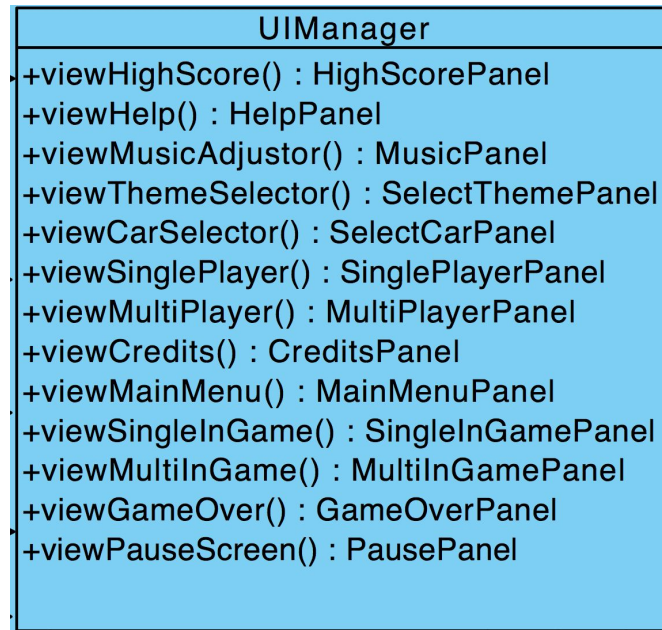 UIManager
+viewHighScore() : HighScorePanel
+viewHelp() : HelpPanel
+viewMusicAdjustor() : MusicPanel
+viewThemeSelector() : SelectThemePanel
+viewCarSelector() : SelectCarPanel
+viewSinglePlayer() : SinglePlayerPanel
+viewMultiPlayer() : MultiPlayerPanel
+viewCredits() : CreditsPanel
+viewMainMenu() : MainMenuPanel
+viewSingleInGame() : SingleInGamePanel
+viewMultiInGame() : MultiInGamePanel
+viewGameOver() : GameOverPanel
+viewPauseScreen() : PausePanel